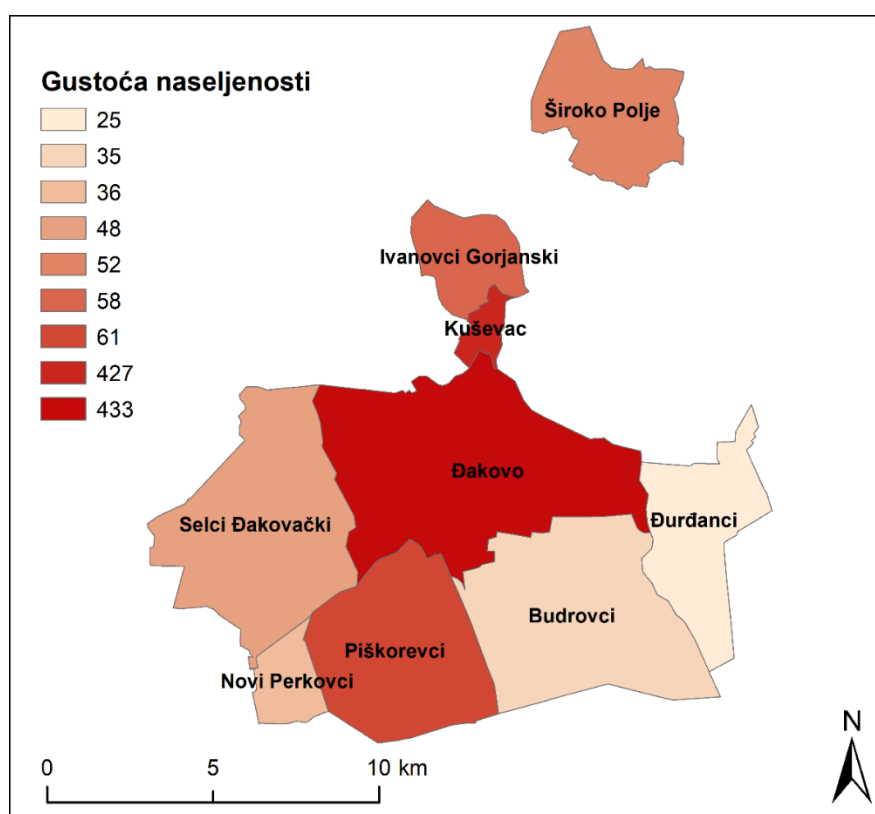 Gustoća naseljenosti
25
35
36
48
52
58
61
427
433
Široko Polje
Ivanovci Gorjanski
Kuševac
Đakovo
Selci Đakovački
Đurđanci
Budrovci
Piškorevci
Novi Perkovci
N
0 5 10 km